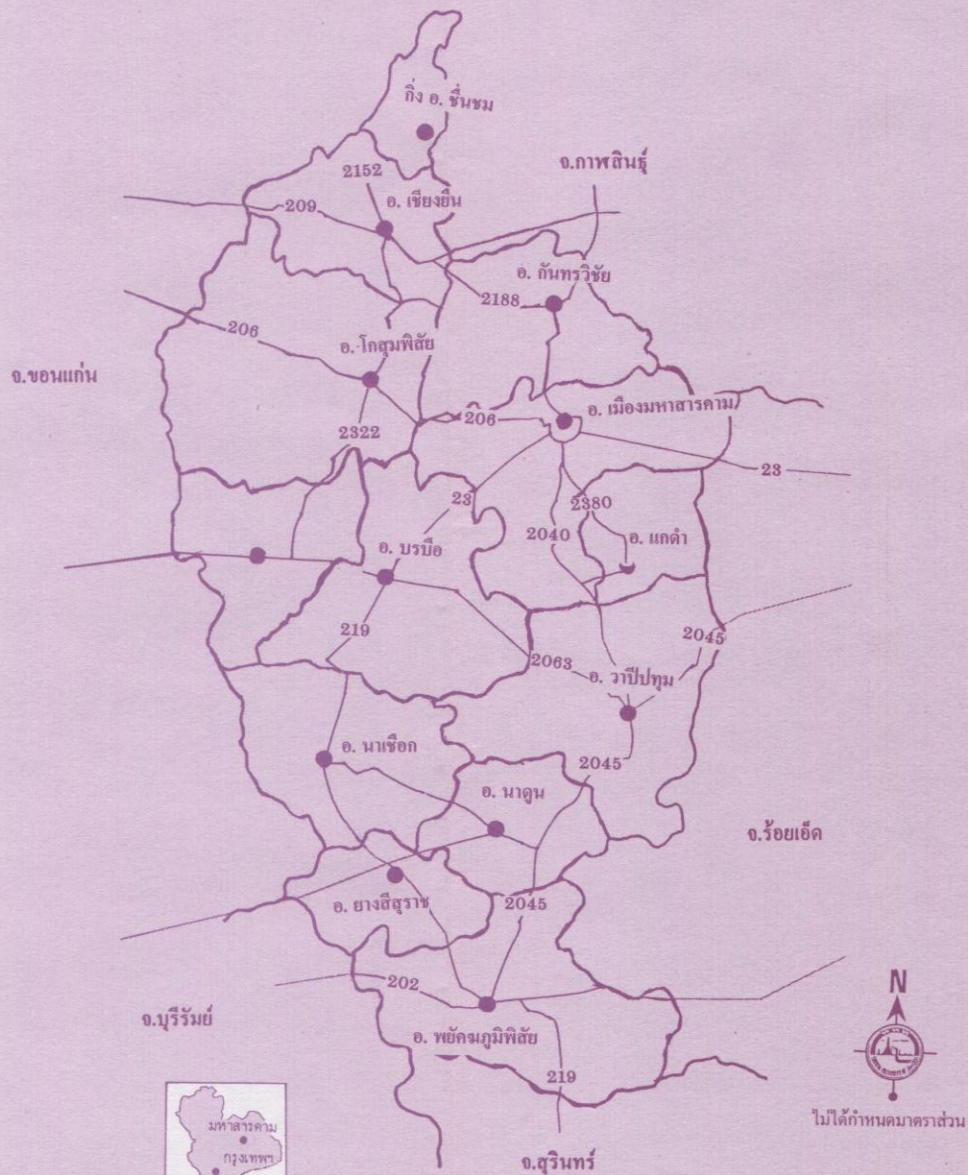 กิ่ง อ. ชื่นชม
จ.กาฬสินธุ์
2152
อ. เชียงยืน
209
อ. กันทรวิชัย
2188
206
อ. โกสุมพิสัย
จ.ขอนแก่น
อ. เมืองมหาสารคาม
206
2322
23
23
2380
2040
อ. แกดำ
อ. บรบือ
219
2045
2063
อ. วาปีปทุม
อ. นาเชือก
2045
อ. นาดูน
จ.ร้อยเอ็ด
อ. ยางสีสุราช
2045
202
N
จ.บุรีรัมย์
อ. พยัคฆภูมิพิสัย
219
ไม่ได้กำหนดมาตราส่วน
มหาสารคาม
กรุงเทพฯ
จ.สุรินทร์